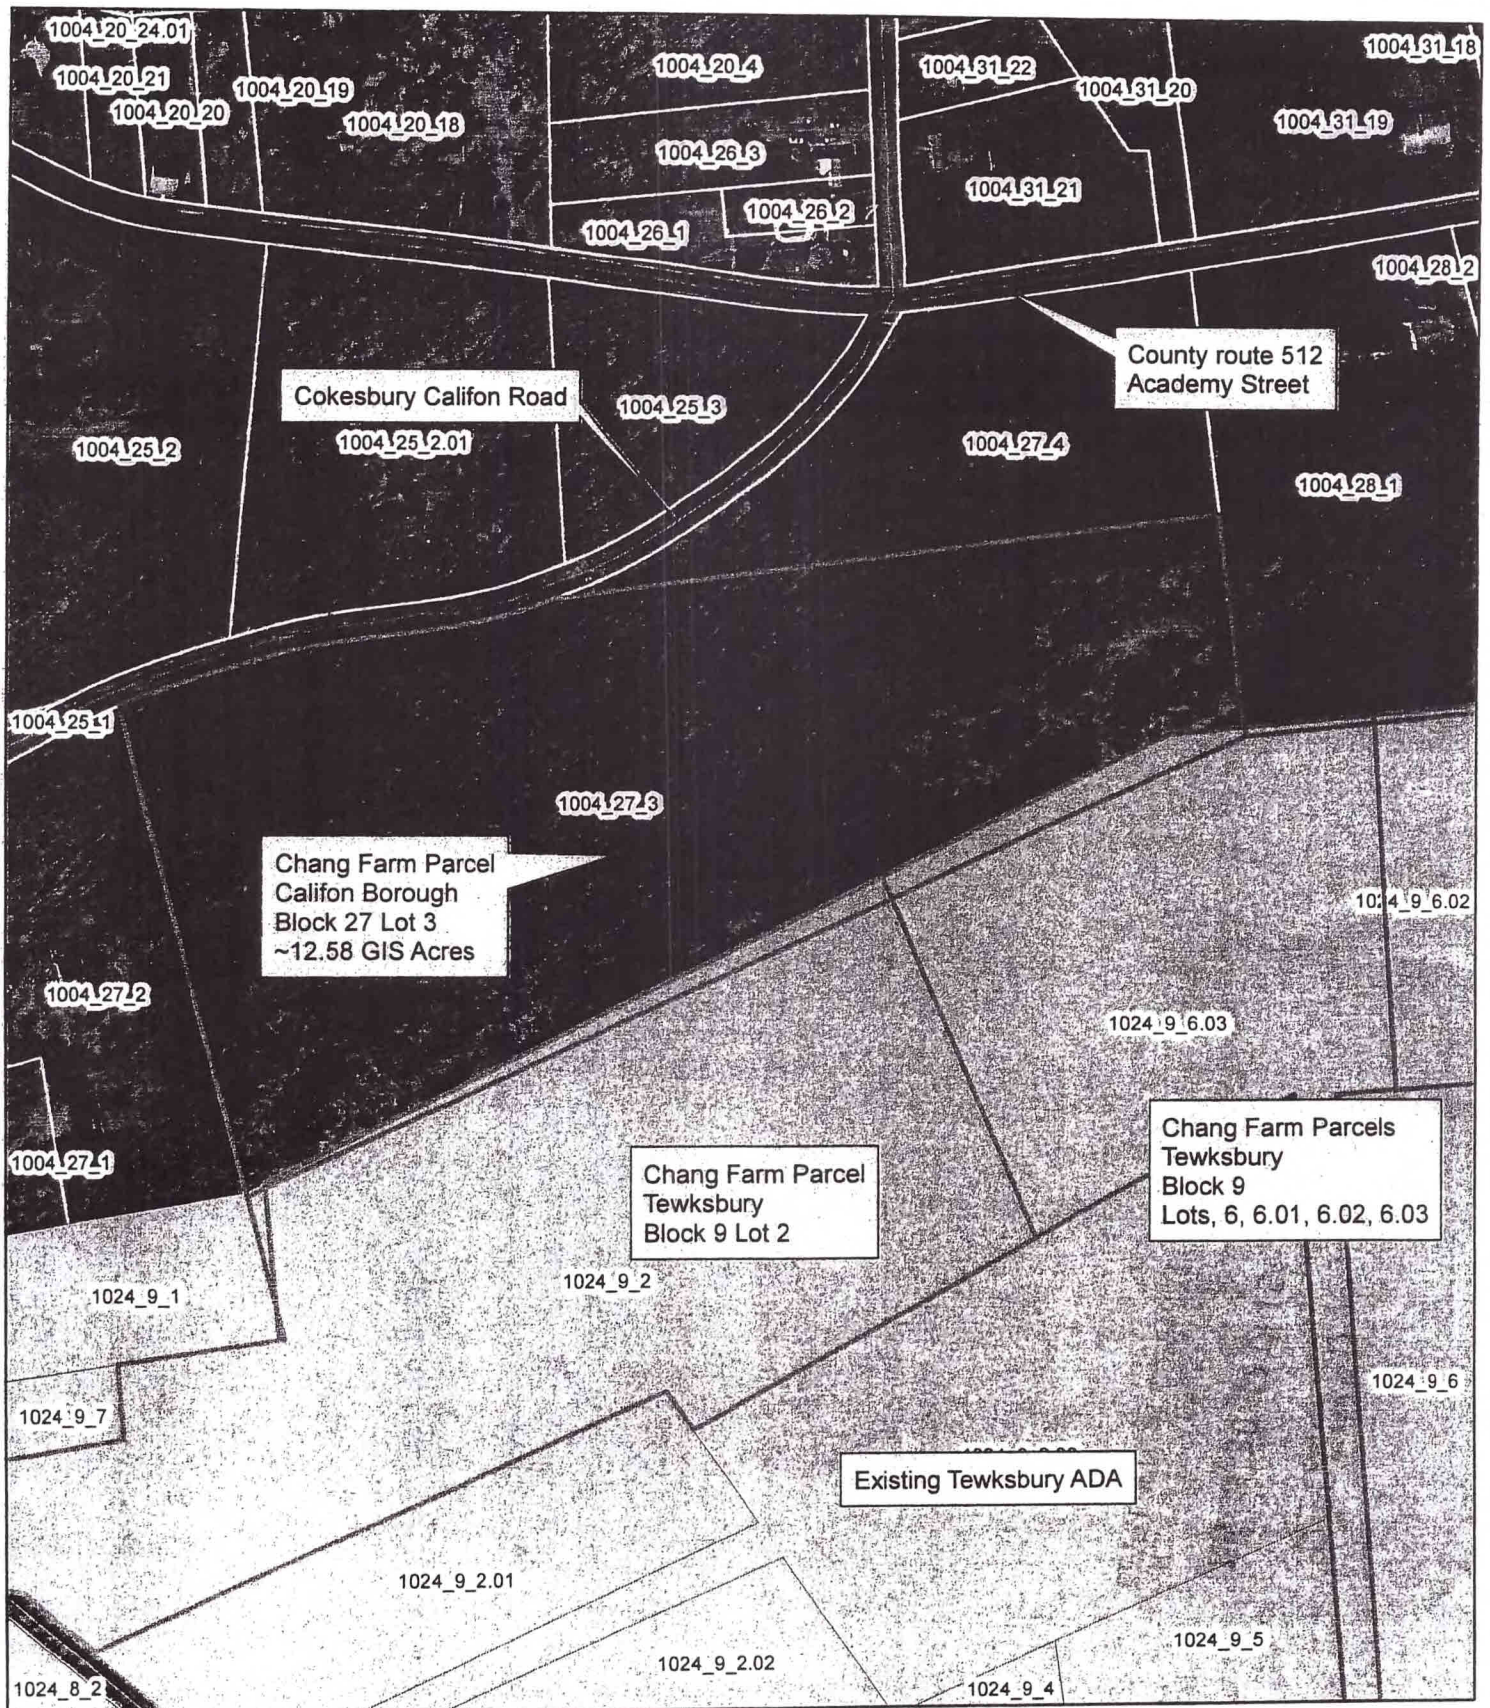 1004_20_24.01
1004_31_18
1004_20_21
1004_20_4
1004_31_22
1004_20_19
1004_31_20
1004_20_20
1004_20_18
1004_31_19
1004_26_3
1004_31_21
1004_26_2
1004_26_1
1004_28_2
County route 512
Academy Street
Cokesbury Califon Road
1004_25_3
1004_25_2
1004_25_2.01
1004_27_4
1004_28_1
1004_25_1
1004_27_3
Chang Farm Parcel
Califon Borough
Block 27 Lot 3
~12.58 GIS Acres
1024_9_6.02
1004_27_2
1024_9_6.03
Chang Farm Parcels
Tewksbury
Block 9
Lots, 6, 6.01, 6.02, 6.03
1004_27_1
Chang Farm Parcel
Tewksbury
Block 9 Lot 2
1024_9_2
1024_9_1
1024_9_6
1024_9_7
Existing Tewksbury ADA
1024_9_2.01
1024_9_5
1024_9_2.02
1024_8_2
1024_9_4